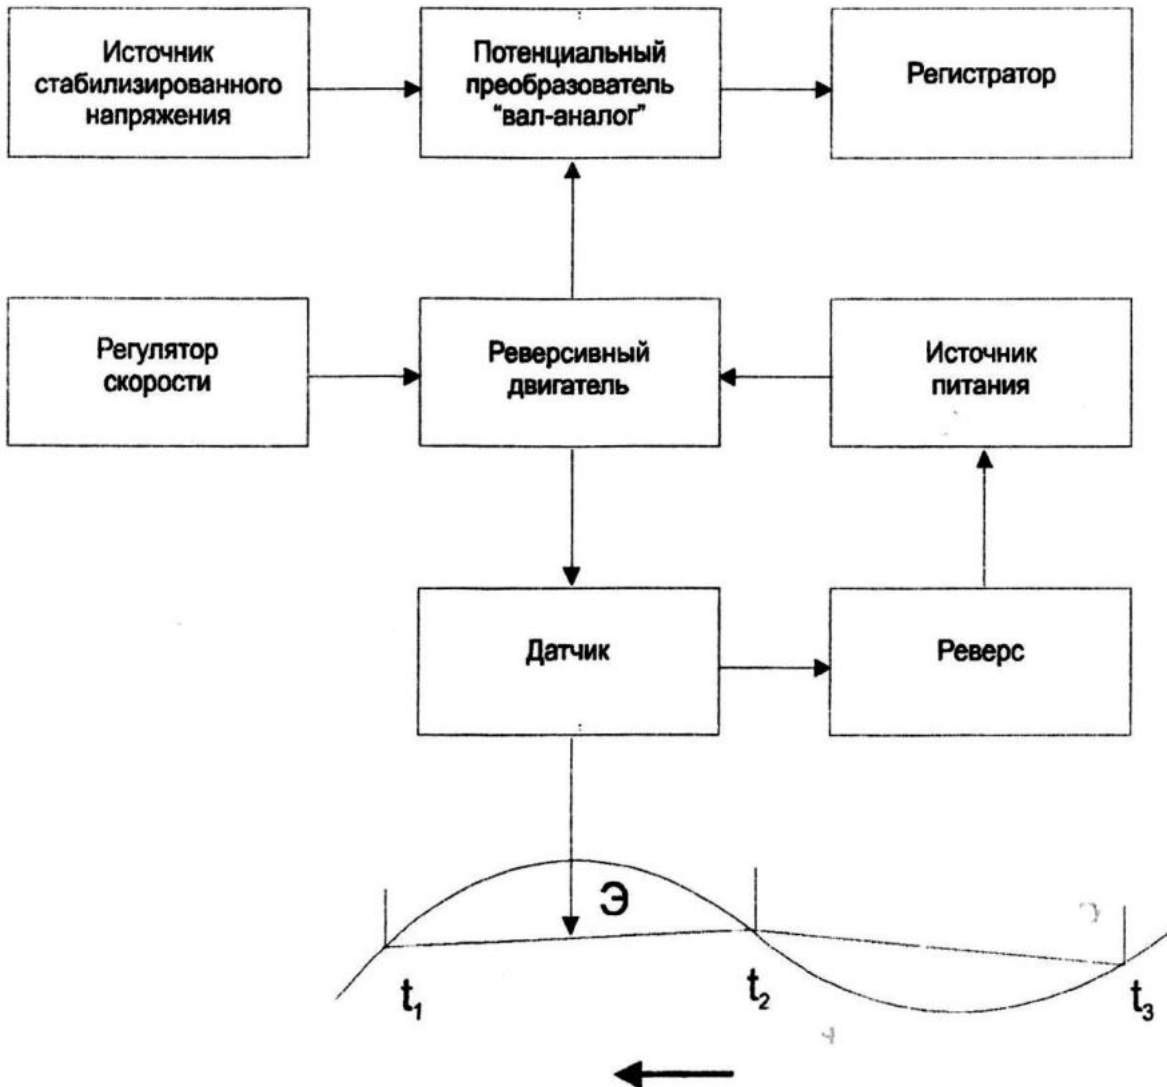 Источник
стабилизированного
напряжения
Потенциальный
преобразователь
"вал-аналог"
Регистратор
Регулятор
скорости
Реверсивный
двигатель
Источник
питания
Датчик
Реверс
Э
t₁
t₂
t₃